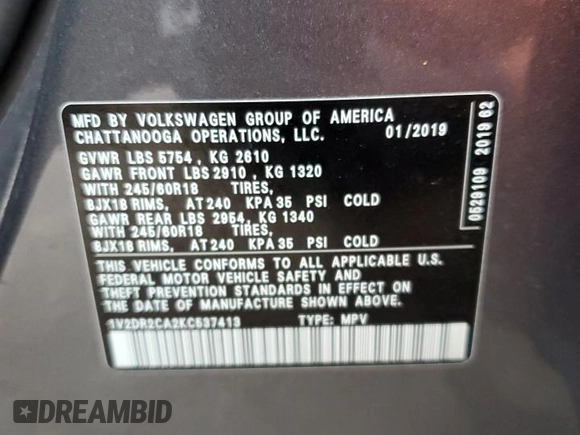 MFD BY VOLKSWAGEN GROUP OF AMERICA
CHATTANOOGA OPERATIONS, LLC. 01/2019
GVWR LBS 5754 , KG 2610
GAWR FRONT LBS 2910 , KG 1320
WITH 245/60R18 TIRES,
8JX18 RIMS, AT 240 KPA 35 PSI COLD
GAWR REAR LBS 2954, KG 1340
WITH 245/60R18 TIRES,
8JX18 RIMS, AT 240 KPA 35 PSI COLD
THIS VEHICLE CONFORMS TO ALL APPLICABLE U.S.
FEDERAL MOTOR VEHICLE SAFETY AND
THEFT PREVENTION STANDARDS IN EFFECT ON
THE DATE OF MANUFACTURE SHOWN ABOVE.
1V2DR2CA2KC537413 TYPE: MPV
0529109 2019 62
DREAMBID